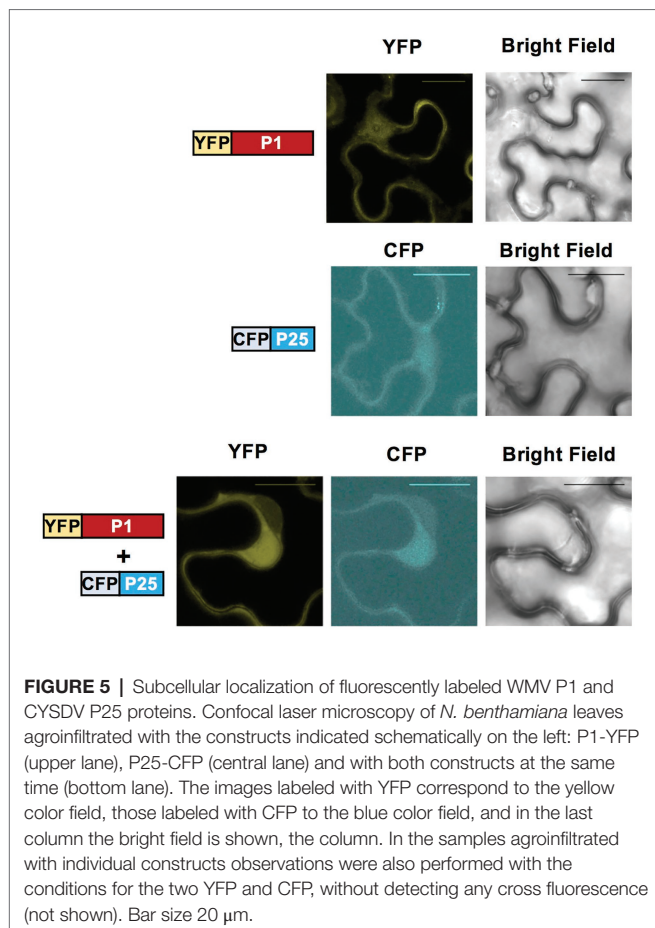 YFP Bright Field
YFP P1
CFP Bright Field
CFP P25
YFP CFP Bright Field
YFP P1
+
CFP P25
FIGURE 5 | Subcellular localization of fluorescently labeled WMV P1 and
CYSDV P25 proteins. Confocal laser microscopy of N. benthamiana leaves
agroinfiltrated with the constructs indicated schematically on the left: P1-YFP
(upper lane), P25-CFP (central lane) and with both constructs at the same
time (bottom lane). The images labeled with YFP correspond to the yellow
color field, those labeled with CFP to the blue color field, and in the last
column the bright field is shown, the column. In the samples agroinfiltrated
with individual constructs observations were also performed with the
conditions for the two YFP and CFP, without detecting any cross fluorescence
(not shown). Bar size 20 μm.